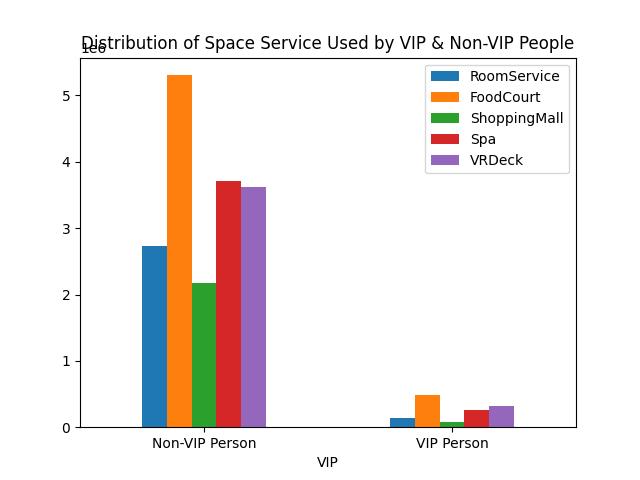 Distribution of Space Service Used by VIP & Non-VIP People
1e6
RoomService
FoodCourt
ShoppingMall
Spa
VRDeck
5
4
3
2
1
0
Non-VIP Person
VIP Person
VIP